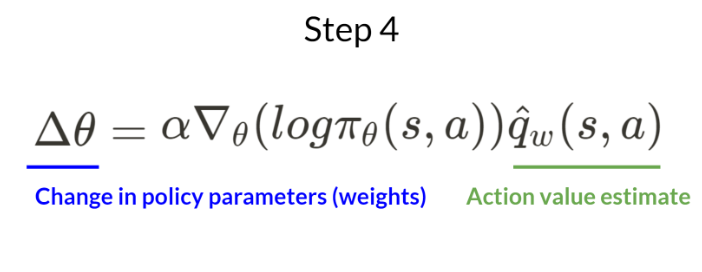 Step 4
Δθ = α∇θ(logπθ(s, a))q̂w(s, a)
Change in policy parameters (weights) Action value estimate